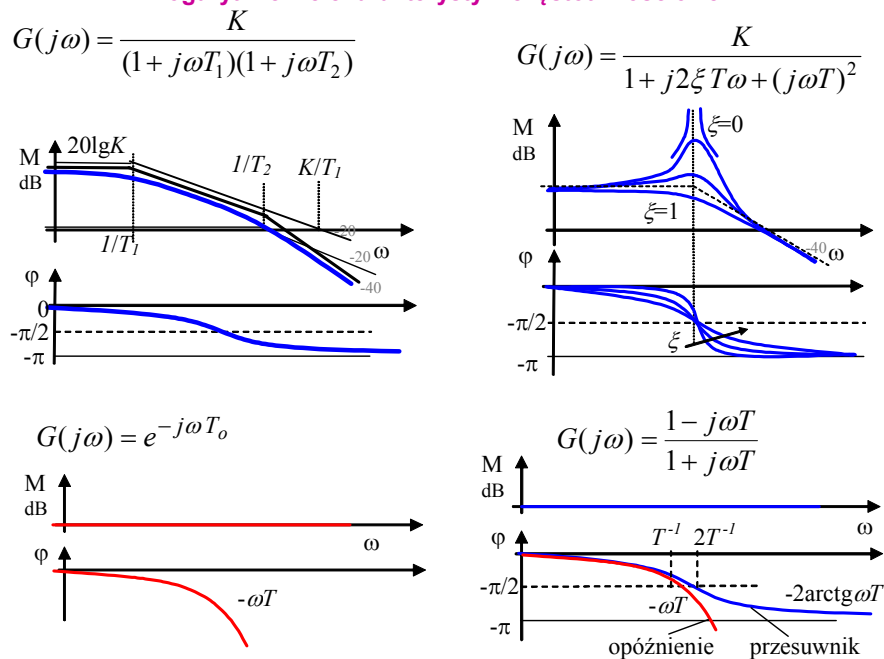 G(jω) = K / ((1 + jωT₁)(1 + jωT₂))
M
dB
20lgK
1/T₂
K/T₁
1/T₁
-20
-20
-40
ω
φ
0
-π/2
-π
G(jω) = K / (1 + j2ξTω + (jωT)²)
M
dB
ξ=0
ξ=1
-40
ω
φ
-π/2
-π
ξ
G(jω) = e^{-jωT_o}
M
dB
ω
φ
-ωT
G(jω) = (1 - jωT) / (1 + jωT)
M
dB
ω
φ
T⁻¹
2T⁻¹
-π/2
-π
-ωT
-2arctgωT
opóźnienie
przesuwnik